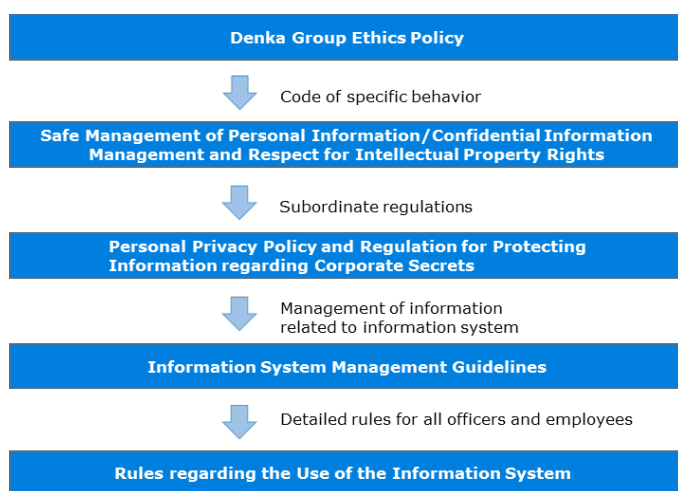 Denka Group Ethics Policy
Code of specific behavior
Safe Management of Personal Information/Confidential Information
Management and Respect for Intellectual Property Rights
Subordinate regulations
Personal Privacy Policy and Regulation for Protecting
Information regarding Corporate Secrets
Management of information
related to information system
Information System Management Guidelines
Detailed rules for all officers and employees
Rules regarding the Use of the Information System